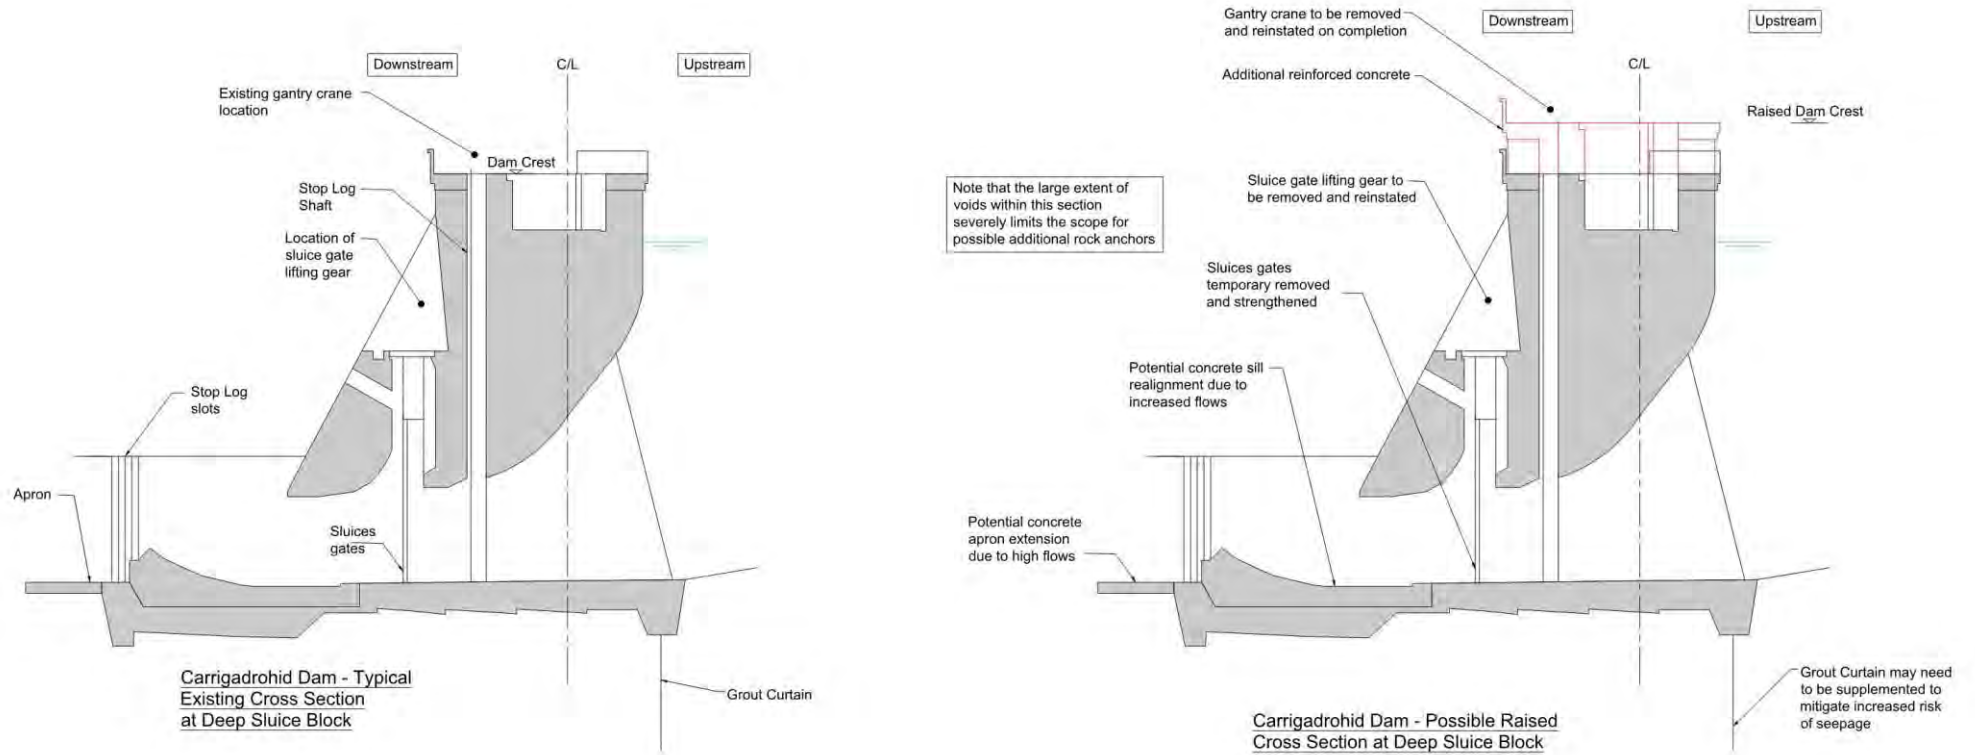 Downstream
C/L
Upstream
Existing gantry crane
location
Dam Crest
Stop Log
Shaft
Location of
sluice gate
lifting gear
Stop Log
slots
Apron
Sluices
gates
Grout Curtain
Carrigadrohid Dam - Typical
Existing Cross Section
at Deep Sluice Block
Gantry crane to be removed
and reinstated on completion
Downstream
Upstream
C/L
Additional reinforced concrete
Raised Dam Crest
Note that the large extent of
voids within this section
severely limits the scope for
possible additional rock anchors
Sluice gate lifting gear to
be removed and reinstated
Sluices gates
temporary removed
and strengthened
Potential concrete sill
realignment due to
increased flows
Potential concrete
apron extension
due to high flows
Grout Curtain may need
to be supplemented to
mitigate increased risk
of seepage
Carrigadrohid Dam - Possible Raised
Cross Section at Deep Sluice Block